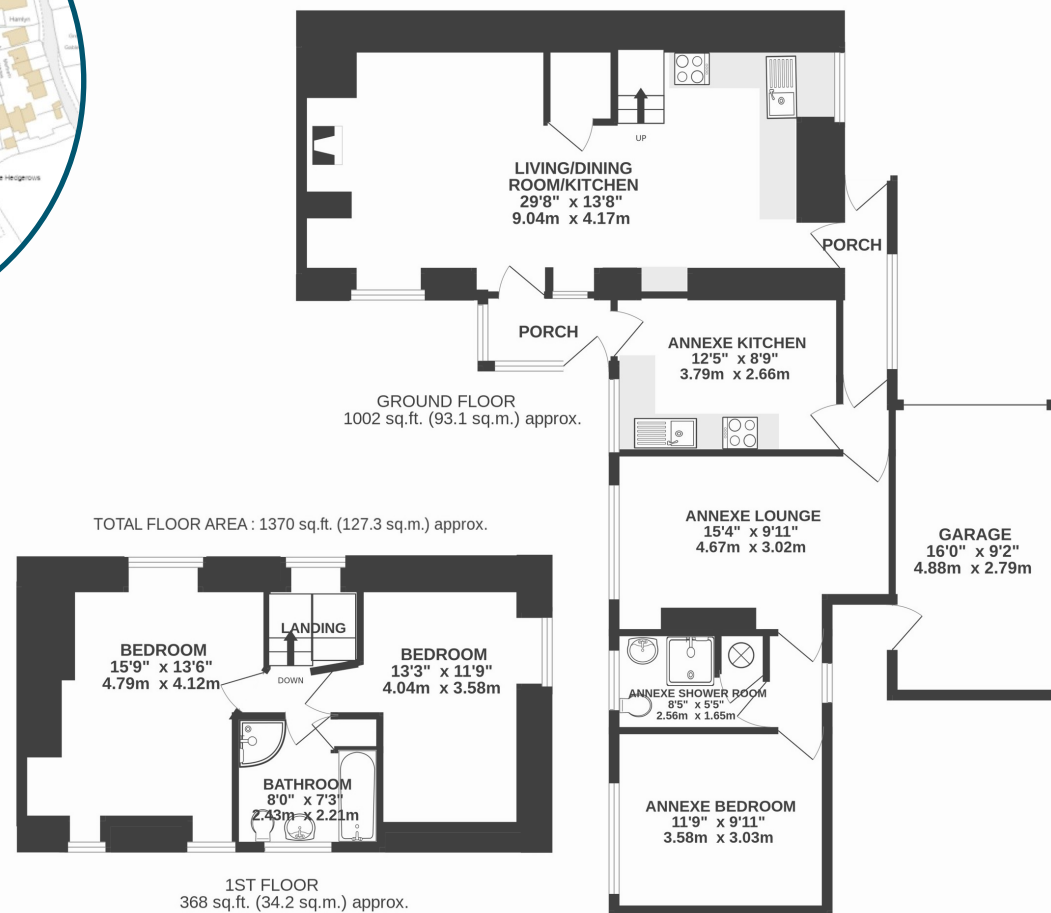 Hamlyn
e Hedgerows
LIVING/DINING
ROOM/KITCHEN
29'8" x 13'8"
9.04m x 4.17m
UP
PORCH
PORCH
ANNEXE KITCHEN
12'5" x 8'9"
3.79m x 2.66m
GROUND FLOOR
1002 sq.ft. (93.1 sq.m.) approx.
ANNEXE LOUNGE
15'4" x 9'11"
4.67m x 3.02m
GARAGE
16'0" x 9'2"
4.88m x 2.79m
TOTAL FLOOR AREA : 1370 sq.ft. (127.3 sq.m.) approx.
LANDING
BEDROOM
15'9" x 13'6"
4.79m x 4.12m
DOWN
BEDROOM
13'3" x 11'9"
4.04m x 3.58m
ANNEXE SHOWER ROOM
8'5" x 5'5"
2.56m x 1.65m
BATHROOM
8'0" x 7'3"
2.43m x 2.21m
ANNEXE BEDROOM
11'9" x 9'11"
3.58m x 3.03m
1ST FLOOR
368 sq.ft. (34.2 sq.m.) approx.